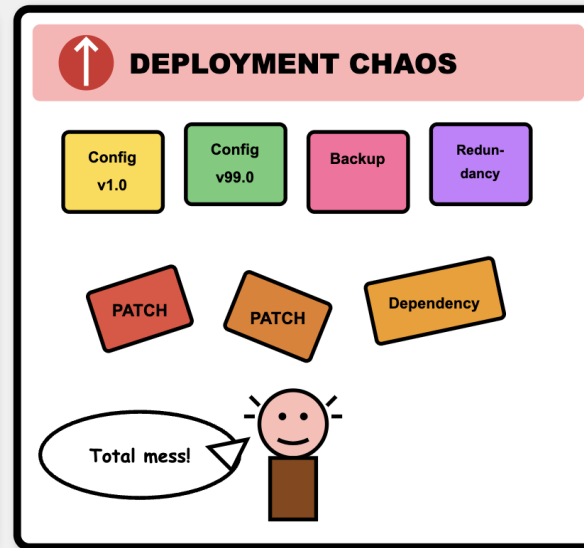 DEPLOYMENT CHAOS
Config
v1.0
Config
v99.0
Backup
Redun-
dancy
PATCH
PATCH
Dependency
Total mess!